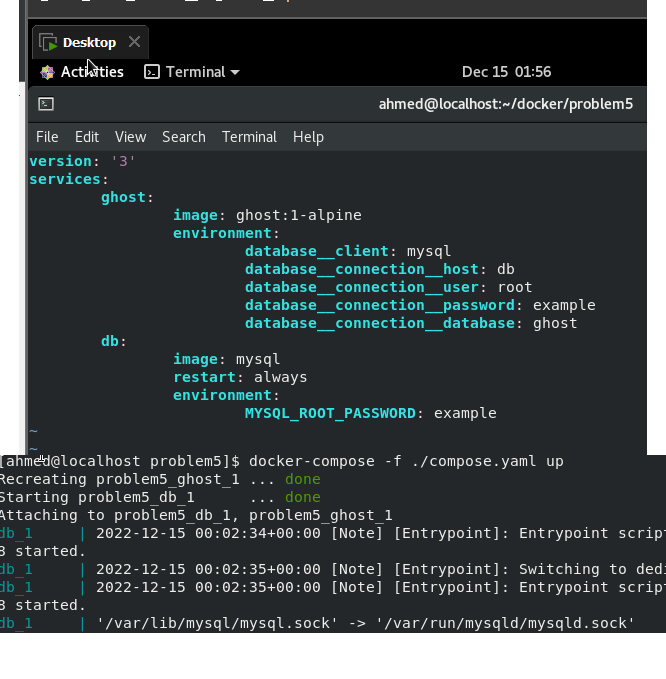 Desktop
Activities Terminal Dec 15 01:56
ahmed@localhost:~/docker/problem5
File Edit View Search Terminal Help
version: '3'
services:
        ghost:
                image: ghost:1-alpine
                environment:
                        database__client: mysql
                        database__connection__host: db
                        database__connection__user: root
                        database__connection__password: example
                        database__connection__database: ghost
        db:
                image: mysql
                restart: always
                environment:
                        MYSQL_ROOT_PASSWORD: example
~
~
[ahmed@localhost problem5]$ docker-compose -f ./compose.yaml up
Recreating problem5_ghost_1 ... done
Starting problem5_db_1      ... done
Attaching to problem5_db_1, problem5_ghost_1
db_1     | 2022-12-15 00:02:34+00:00 [Note] [Entrypoint]: Entrypoint script
8 started.
db_1     | 2022-12-15 00:02:35+00:00 [Note] [Entrypoint]: Switching to dedi
db_1     | 2022-12-15 00:02:35+00:00 [Note] [Entrypoint]: Entrypoint script
8 started.
db_1     | '/var/lib/mysql/mysql.sock' -> '/var/run/mysqld/mysqld.sock'